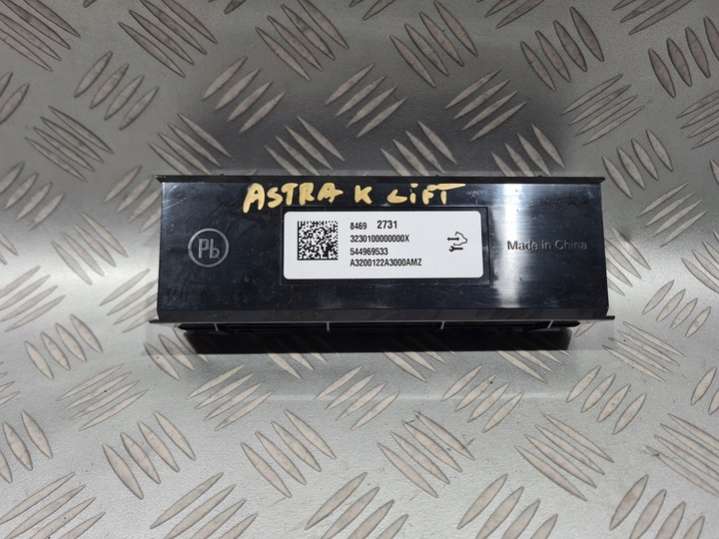 ASTRA K LiFT
Pb
8469 2731
3230100000000X
544969533
A3200122A3000AMZ
Made in China